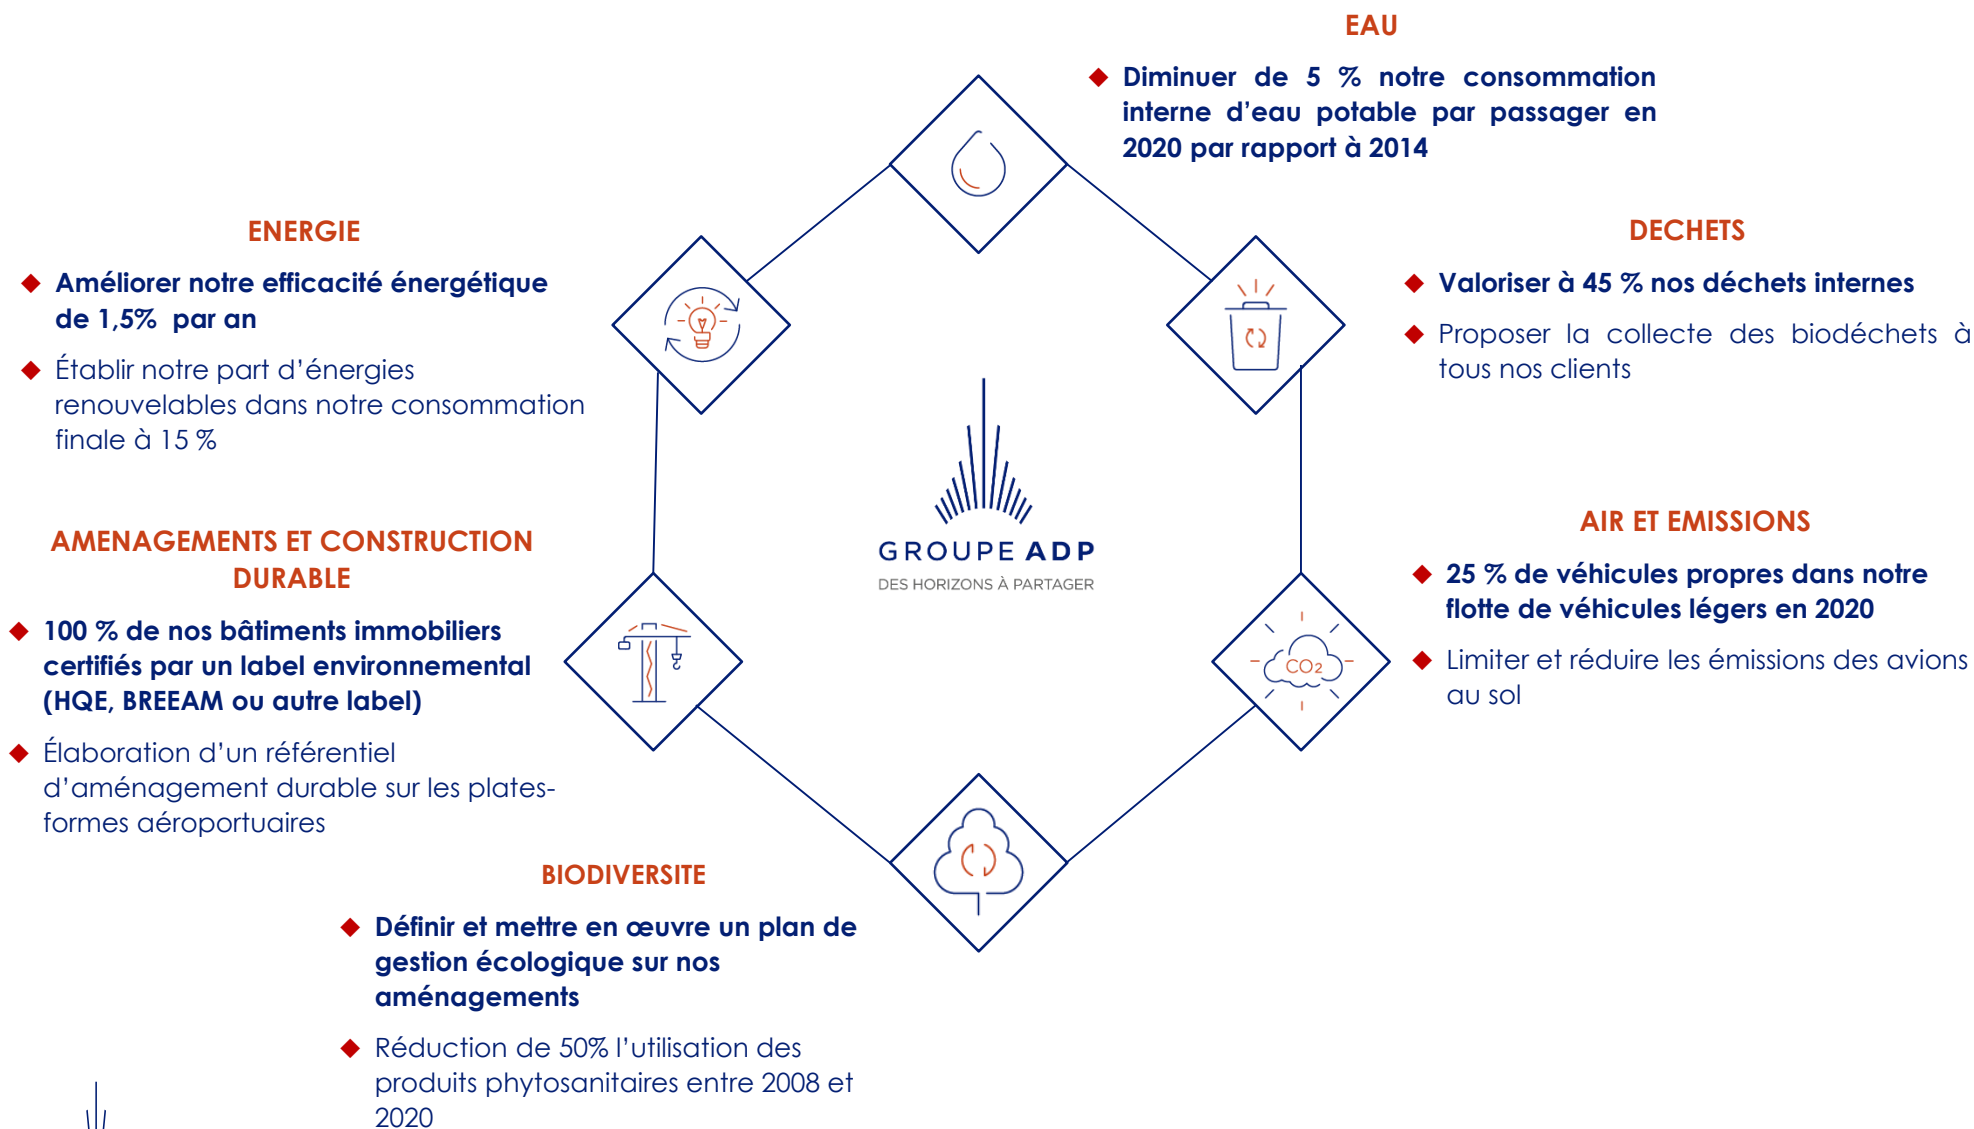 EAU
◆ Diminuer de 5 % notre consommation
interne d’eau potable par passager en
2020 par rapport à 2014
ENERGIE
◆ Améliorer notre efficacité énergétique
de 1,5% par an
◆ Établir notre part d’énergies
renouvelables dans notre consommation
finale à 15 %
DECHETS
◆ Valoriser à 45 % nos déchets internes
◆ Proposer la collecte des biodéchets à
tous nos clients
GROUPE ADP
DES HORIZONS À PARTAGER
AMENAGEMENTS ET CONSTRUCTION
DURABLE
◆ 100 % de nos bâtiments immobiliers
certifiés par un label environnemental
(HQE, BREEAM ou autre label)
◆ Élaboration d’un référentiel
d’aménagement durable sur les plates-
formes aéroportuaires
AIR ET EMISSIONS
◆ 25 % de véhicules propres dans notre
flotte de véhicules légers en 2020
◆ Limiter et réduire les émissions des avions
au sol
CO2
BIODIVERSITE
◆ Définir et mettre en œuvre un plan de
gestion écologique sur nos
aménagements
◆ Réduction de 50% l’utilisation des
produits phytosanitaires entre 2008 et
2020